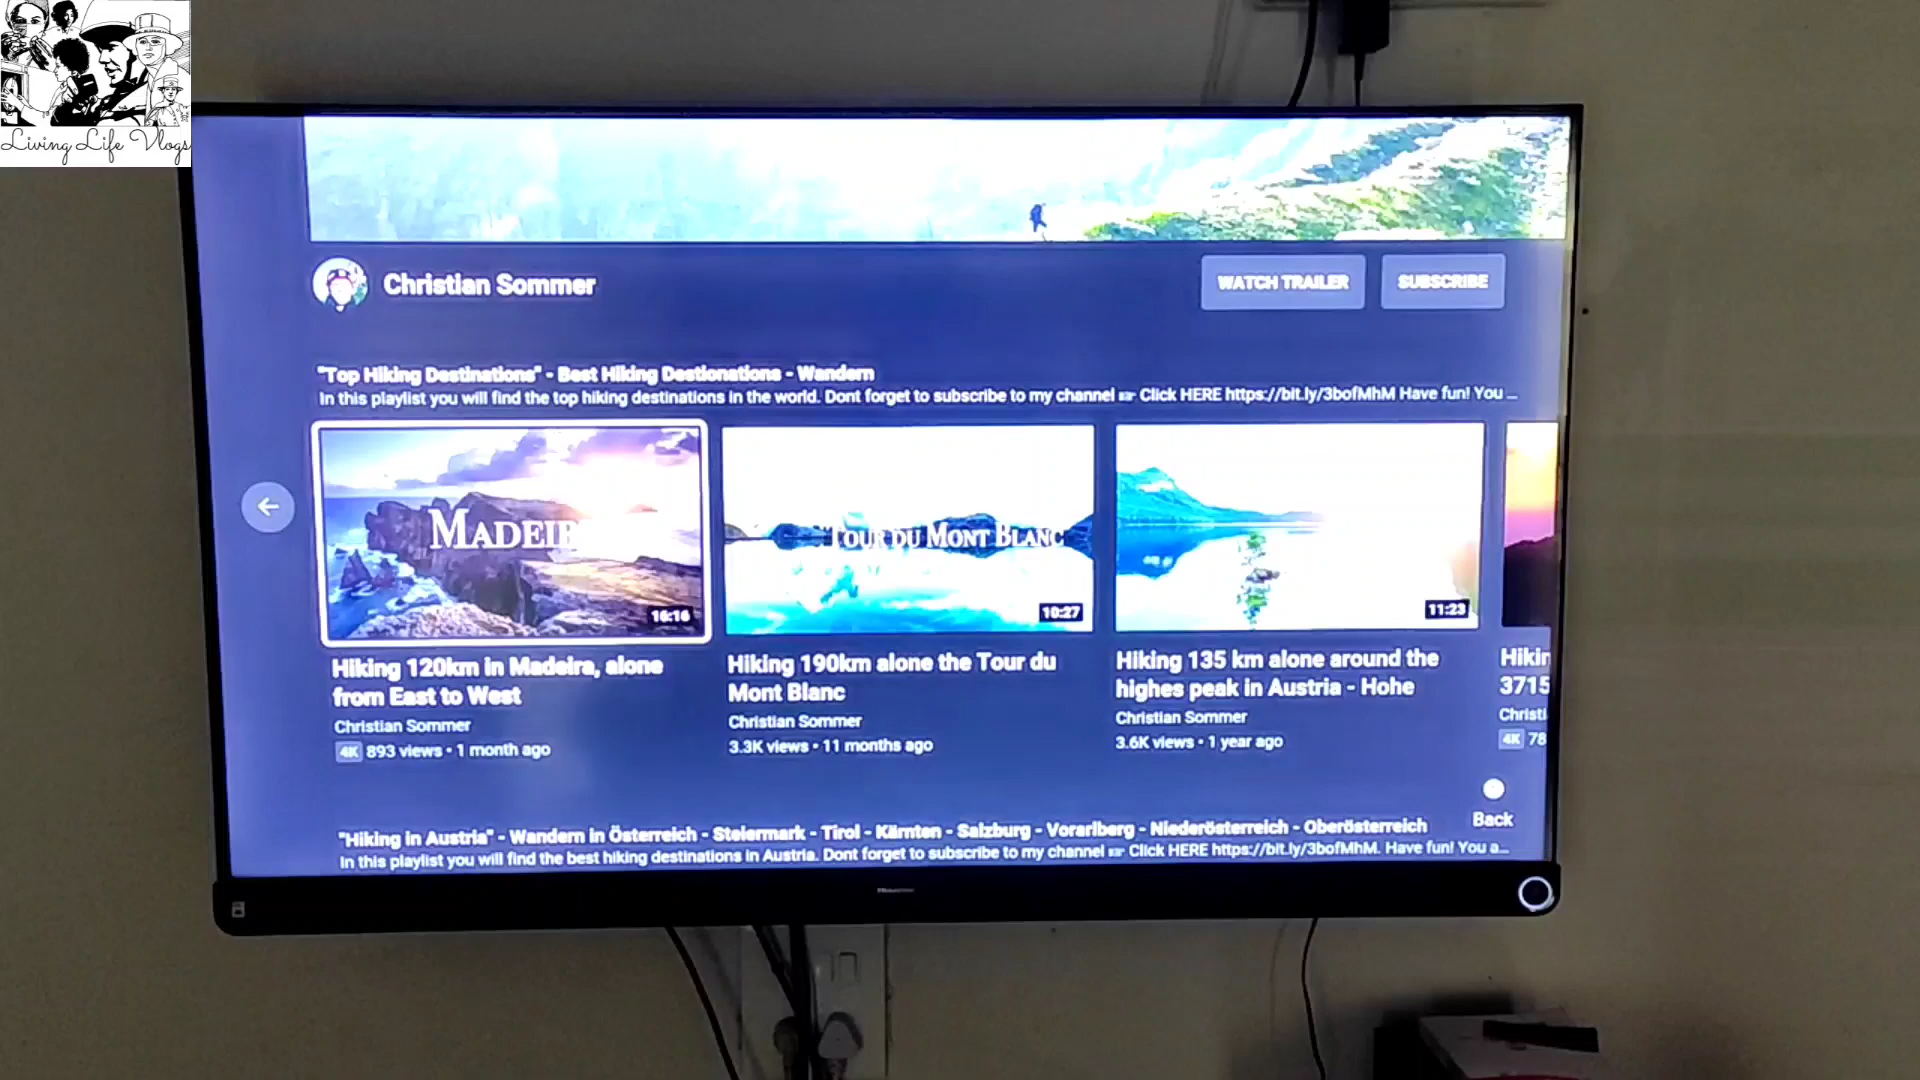 Living Life Vlogs
Christian Sommer
WATCH TRAILER
SUBSCRIBE
"Top Hiking Destinations" - Best Hiking Destionations - Wandern
In this playlist you will find the top hiking destinations in the world. Dont forget to subscribe to my channel ☞ Click HERE https://bit.ly/3bofMhM Have fun! You ...
MADEIR
TOUR DU MONT BLANC
16:16
10:27
11:23
Hiking 120km in Madeira, alone
from East to West
Christian Sommer
4K 893 views • 1 month ago
Hiking 190km alone the Tour du
Mont Blanc
Christian Sommer
3.3K views • 11 months ago
Hiking 135 km alone around the
highes peak in Austria - Hohe
Christian Sommer
3.6K views • 1 year ago
Hikin
3715
Christi
4K 78
Back
"Hiking in Austria" - Wandern in Österreich - Steiermark - Tirol - Kärnten - Salzburg - Vorarlberg - Niederösterreich - Oberösterreich
In this playlist you will find the best hiking destinations in Austria. Dont forget to subscribe to my channel ☞ Click HERE https://bit.ly/3bofMhM. Have fun! You a...
Hisense